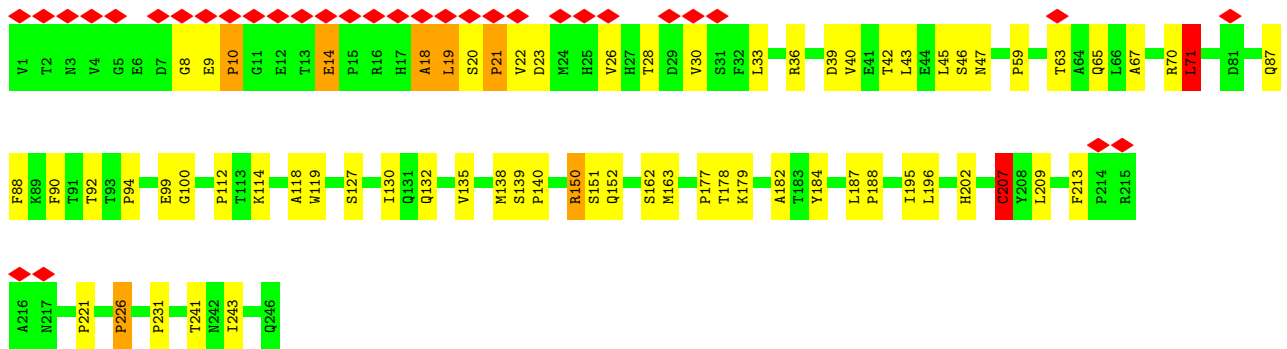 V1 T2 N3 V4 G5 E6 D7 G8 E9 P10 G11 E12 T13 E14 P15 R16 H17 A18 L19 S20 P21 V22 D23 M24 H25 V26 H27 T28 D29 V30 S31 F32 L33 R36 D39 V40 E41 T42 L43 E44 L45 S46 N47 P59 T63 A64 Q65 L66 A67 R70 L71 D81 Q87
F88 K89 F90 T91 T92 T93 P94 E99 G100 P112 T113 K114 A118 W119 S127 I130 Q131 Q132 V135 M138 S139 P140 R150 S151 Q152 S162 M163 P177 T178 K179 A182 T183 Y184 L187 P188 I195 L196 H202 C207 Y208 L209 F213 P214 R215
A216 N217 P221 P226 P231 T241 N242 I243 Q246